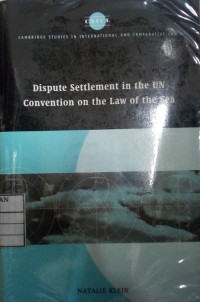 CAMBRIDGE STUDIES IN INTERNATIONAL AND COMPARATIVE LAW
Dispute Settlement in the UN
Convention on the Law of the Sea
AN
NATALIE KLEIN